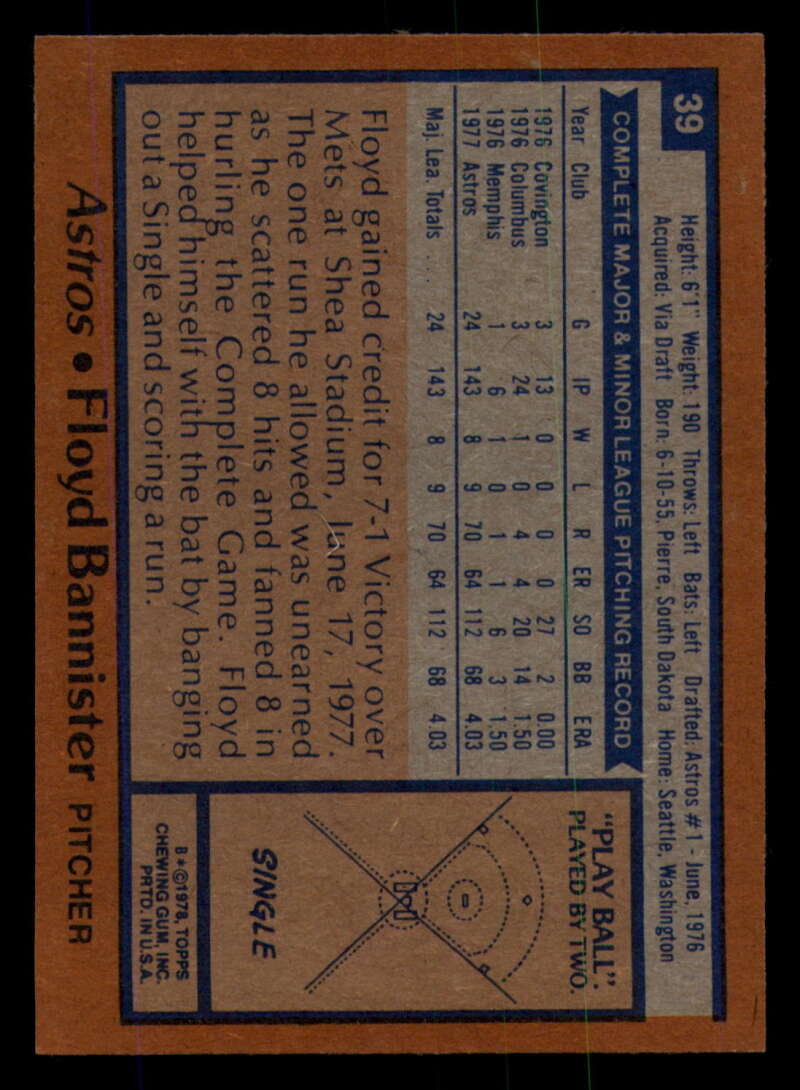 39
Height: 6'1" Weight: 190 Throws: Left Bats: Left Drafted: Astros #1 - June, 1976
Acquired: Via Draft Born: 6-10-55, Pierre, South Dakota Home: Seattle, Washington
COMPLETE MAJOR & MINOR LEAGUE PITCHING RECORD
Year Club G IP W L R ER SO BB ERA
1976 Covington 3 13 0 0 0 0 27 2 0.00
1976 Columbus 3 24 1 0 4 4 20 14 1.50
1976 Memphis 1 6 1 0 1 1 6 3 1.50
1977 Astros 24 143 8 9 70 64 112 68 4.03
Maj. Lea. Totals ... 24 143 8 9 70 64 112 68 4.03
Floyd gained credit for 7-1 Victory over
Mets at Shea Stadium, June 17, 1977.
The one run he allowed was unearned
as he scattered 8 hits and fanned 8 in
hurling the Complete Game. Floyd
helped himself with the bat by banging
out a Single and scoring a run.
"PLAY BALL".
PLAYED BY TWO.
SINGLE
B*©1978, TOPPS
CHEWING GUM, INC.
PRTD. IN U.S.A.
Astros • Floyd Bannister PITCHER